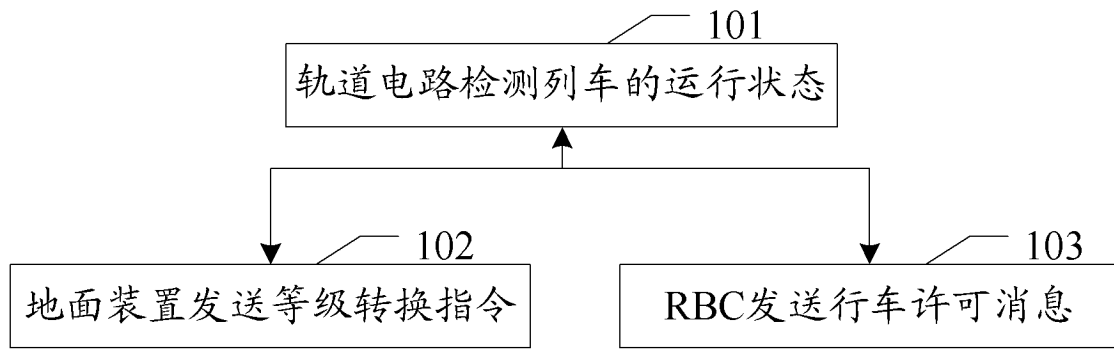 101
轨道电路检测列车的运行状态
102
地面装置发送等级转换指令
103
RBC发送行车许可消息